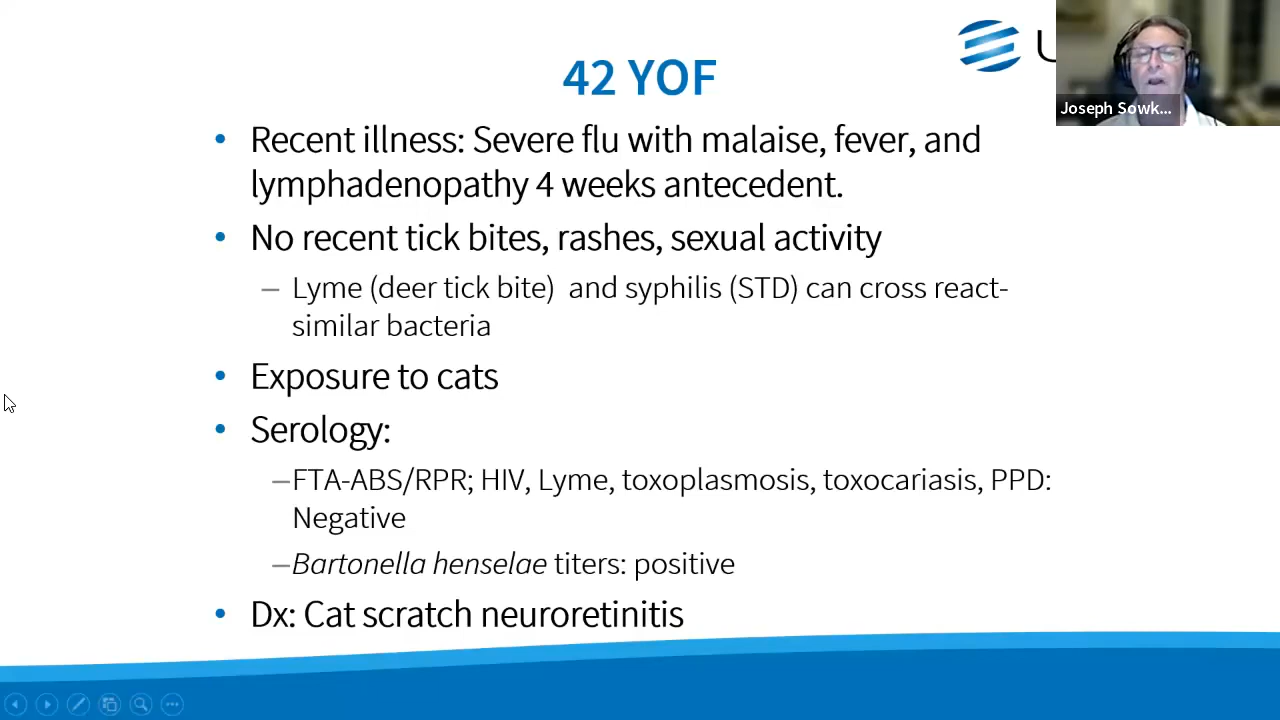 42 YOF
Joseph Sowk...
• Recent illness: Severe flu with malaise, fever, and
lymphadenopathy 4 weeks antecedent.
• No recent tick bites, rashes, sexual activity
– Lyme (deer tick bite) and syphilis (STD) can cross react-
similar bacteria
• Exposure to cats
• Serology:
–FTA-ABS/RPR; HIV, Lyme, toxoplasmosis, toxocariasis, PPD:
Negative
–Bartonella henselae titers: positive
• Dx: Cat scratch neuroretinitis